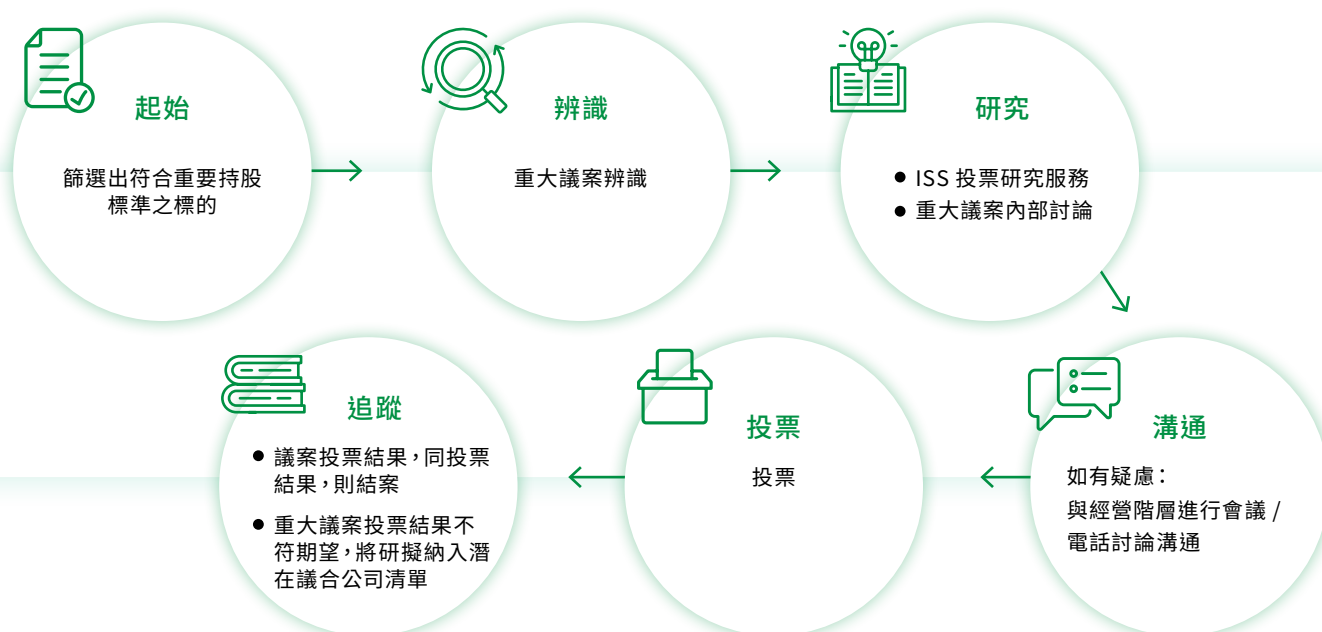 起始
篩選出符合重要持股
標準之標的
辨識
重大議案辨識
研究
● ISS 投票研究服務
● 重大議案內部討論
溝通
如有疑慮：
與經營階層進行會議 /
電話討論溝通
投票
投票
追蹤
● 議案投票結果，同投票
結果，則結案
● 重大議案投票結果不
符期望，將研擬納入潛
在議合公司清單